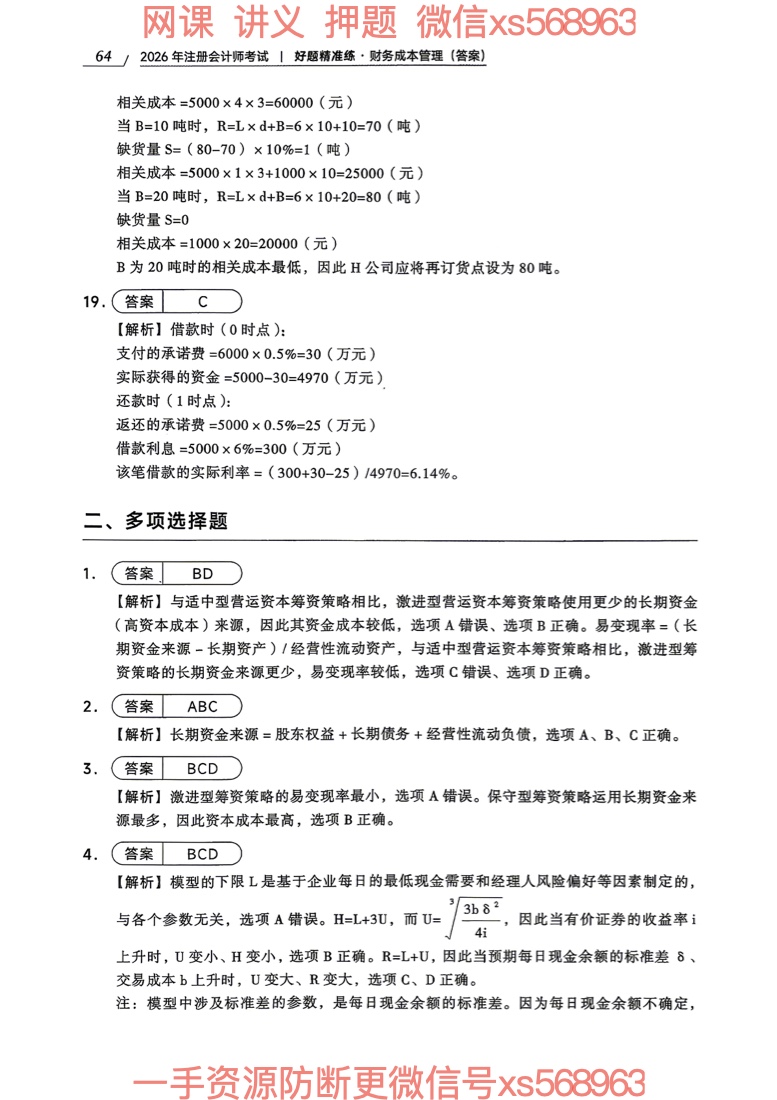 网课 讲义 押题 微信xs568963
64 / 2026 年注册会计师考试 | 好题精准练·财务成本管理（答案）
相关成本 =5000×4×3=60000（元）
当 B=10 吨时，R=L×d+B=6×10+10=70（吨）
缺货量 S=（80–70）×10%=1（吨）
相关成本 =5000×1×3+1000×10=25000（元）
当 B=20 吨时，R=L×d+B=6×10+20=80（吨）
缺货量 S=0
相关成本 =1000×20=20000（元）
B 为 20 吨时的相关成本最低，因此 H 公司应将再订货点设为 80 吨。
19. 答案 C
【解析】借款时（0 时点）：
支付的承诺费 =6000×0.5%=30（万元）
实际获得的资金 =5000–30=4970（万元）
还款时（1 时点）：
返还的承诺费 =5000×0.5%=25（万元）
借款利息 =5000×6%=300（万元）
该笔借款的实际利率 =（300+30–25）/4970=6.14%。
二、多项选择题
1. 答案 BD
【解析】与适中型营运资本筹资策略相比，激进型营运资本筹资策略使用更少的长期资金
（高资本成本）来源，因此其资金成本较低，选项 A 错误、选项 B 正确。易变现率 =（长
期资金来源 – 长期资产）/ 经营性流动资产，与适中型营运资本筹资策略相比，激进型筹
资策略的长期资金来源更少，易变现率较低，选项 C 错误、选项 D 正确。
2. 答案 ABC
【解析】长期资金来源 = 股东权益 + 长期债务 + 经营性流动负债，选项 A、B、C 正确。
3. 答案 BCD
【解析】激进型筹资策略的易变现率最小，选项 A 错误。保守型筹资策略运用长期资金来
源最多，因此资本成本最高，选项 B 正确。
4. 答案 BCD
【解析】模型的下限 L 是基于企业每日的最低现金需要和经理人风险偏好等因素制定的，
与各个参数无关，选项 A 错误。H=L+3U，而 U=∛(3bδ²/4i)，因此当有价证券的收益率 i
上升时，U 变小、H 变小，选项 B 正确。R=L+U，因此当预期每日现金余额的标准差 δ、
交易成本 b 上升时，U 变大、R 变大，选项 C、D 正确。
注：模型中涉及标准差的参数，是每日现金余额的标准差。因为每日现金余额不确定，
一手资源防断更微信号xs568963